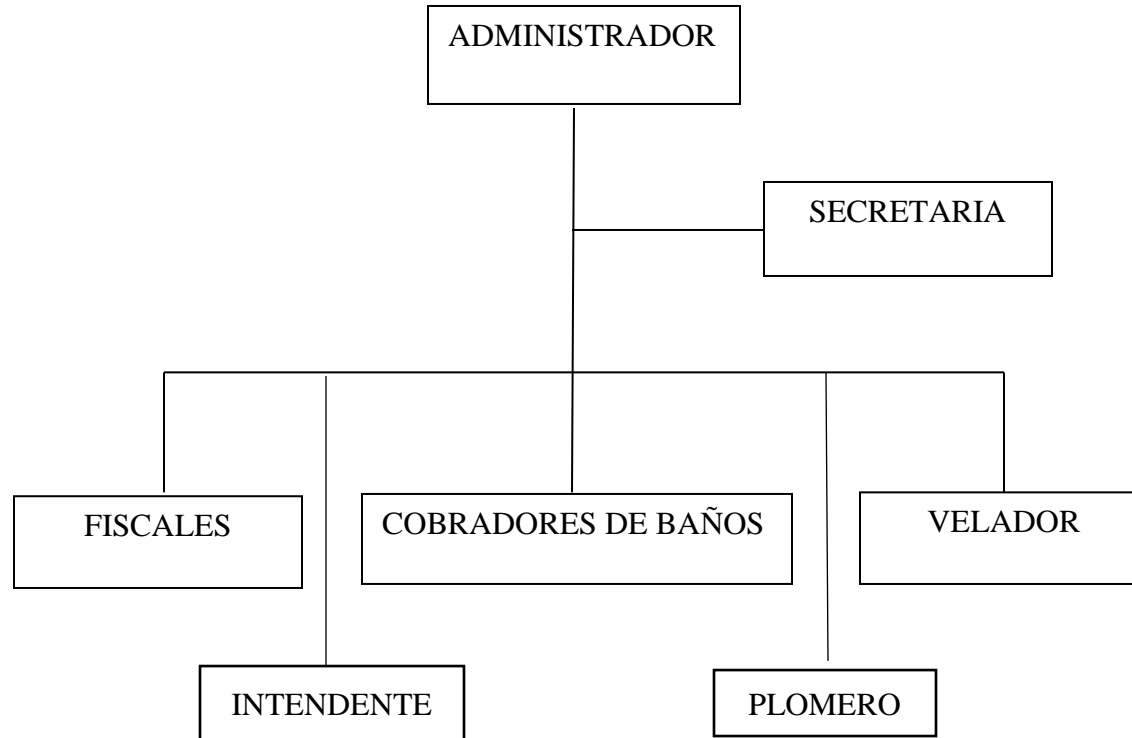 ADMINISTRADOR
SECRETARIA
FISCALES
COBRADORES DE BAÑOS
VELADOR
INTENDENTE
PLOMERO